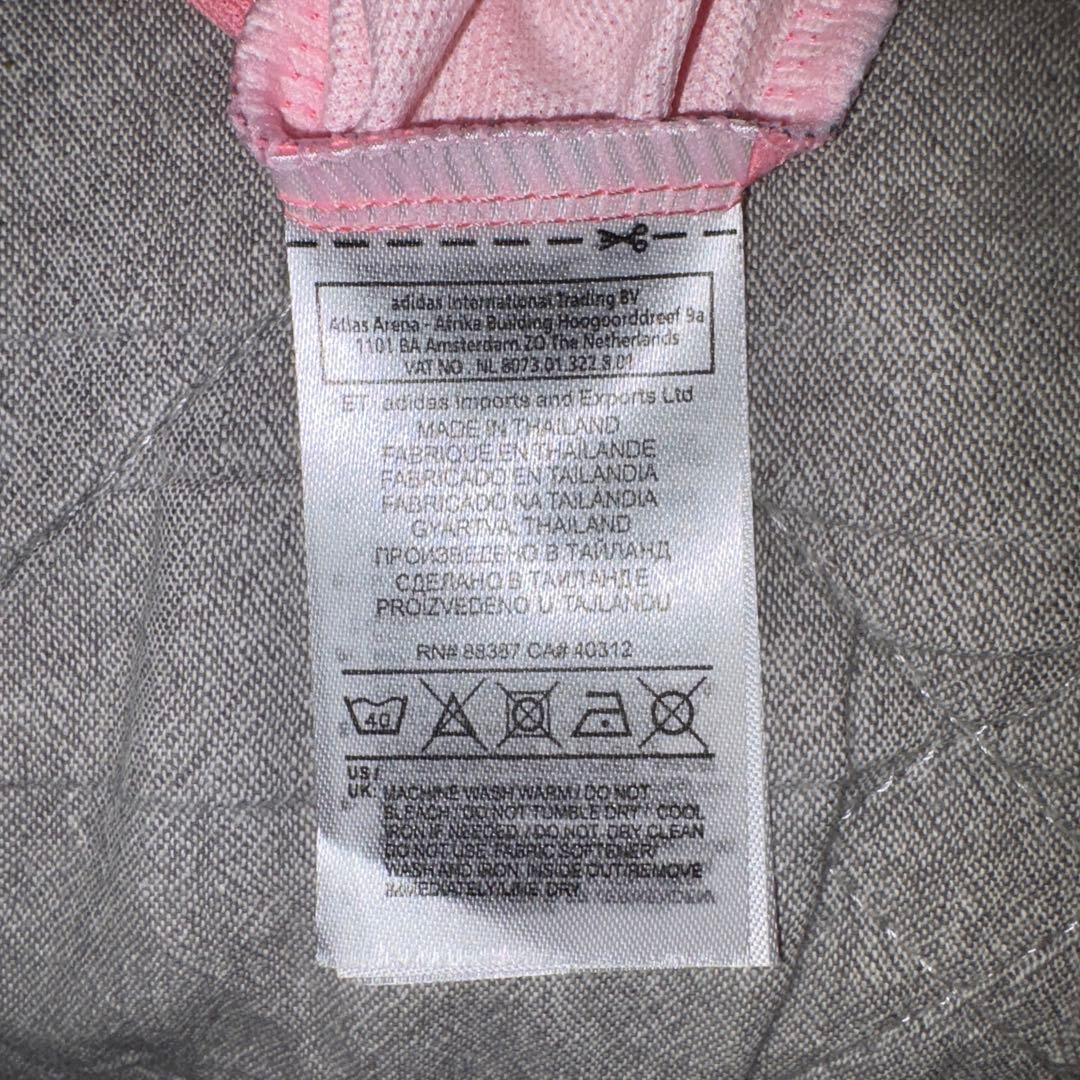 adidas International Trading BV
Atlas Arena - Afrika Building Hoogoorddreef 9a
1101 BA Amsterdam ZO The Netherlands
VAT NO . NL 8073.01.322.B.01
ET adidas Imports and Exports Ltd
MADE IN THAILAND
FABRIQUE EN THAILANDE
FABRICADO EN TAILANDIA
FABRICADO NA TAILANDIA
GYARTVA: THAILAND
ПРОИЗВЕДЕНО В ТАЙЛАНД
СДЕЛАНО В ТАИЛАНДЕ
PROIZVEDENO U TAJLANDU
RN# 88387 CA# 40312
40
US /
UK: MACHINE WASH WARM / DO NOT
BLEACH / DO NOT TUMBLE DRY / COOL
IRON IF NEEDED / DO NOT DRY CLEAN
DO NOT USE FABRIC SOFTENER/
WASH AND IRON INSIDE OUT/REMOVE
IMMEDIATELY/LINE DRY